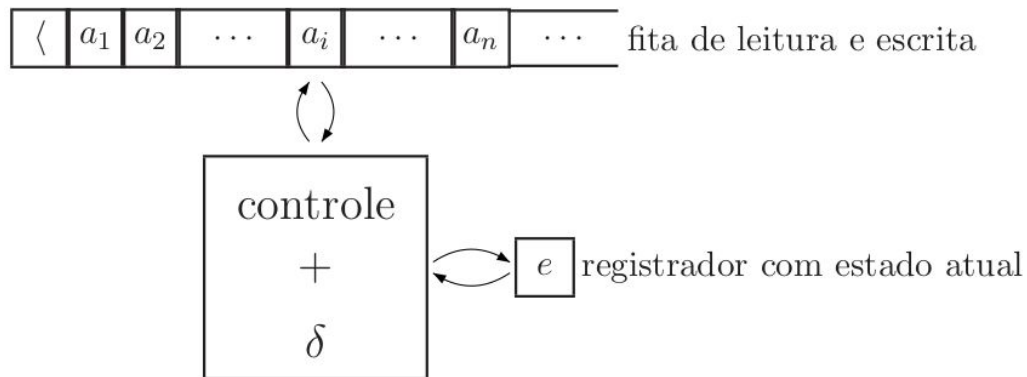 ⟨ a₁ a₂ ⋯ aᵢ ⋯ aₙ ⋯ fita de leitura e escrita
controle
+
e registrador com estado atual
δ